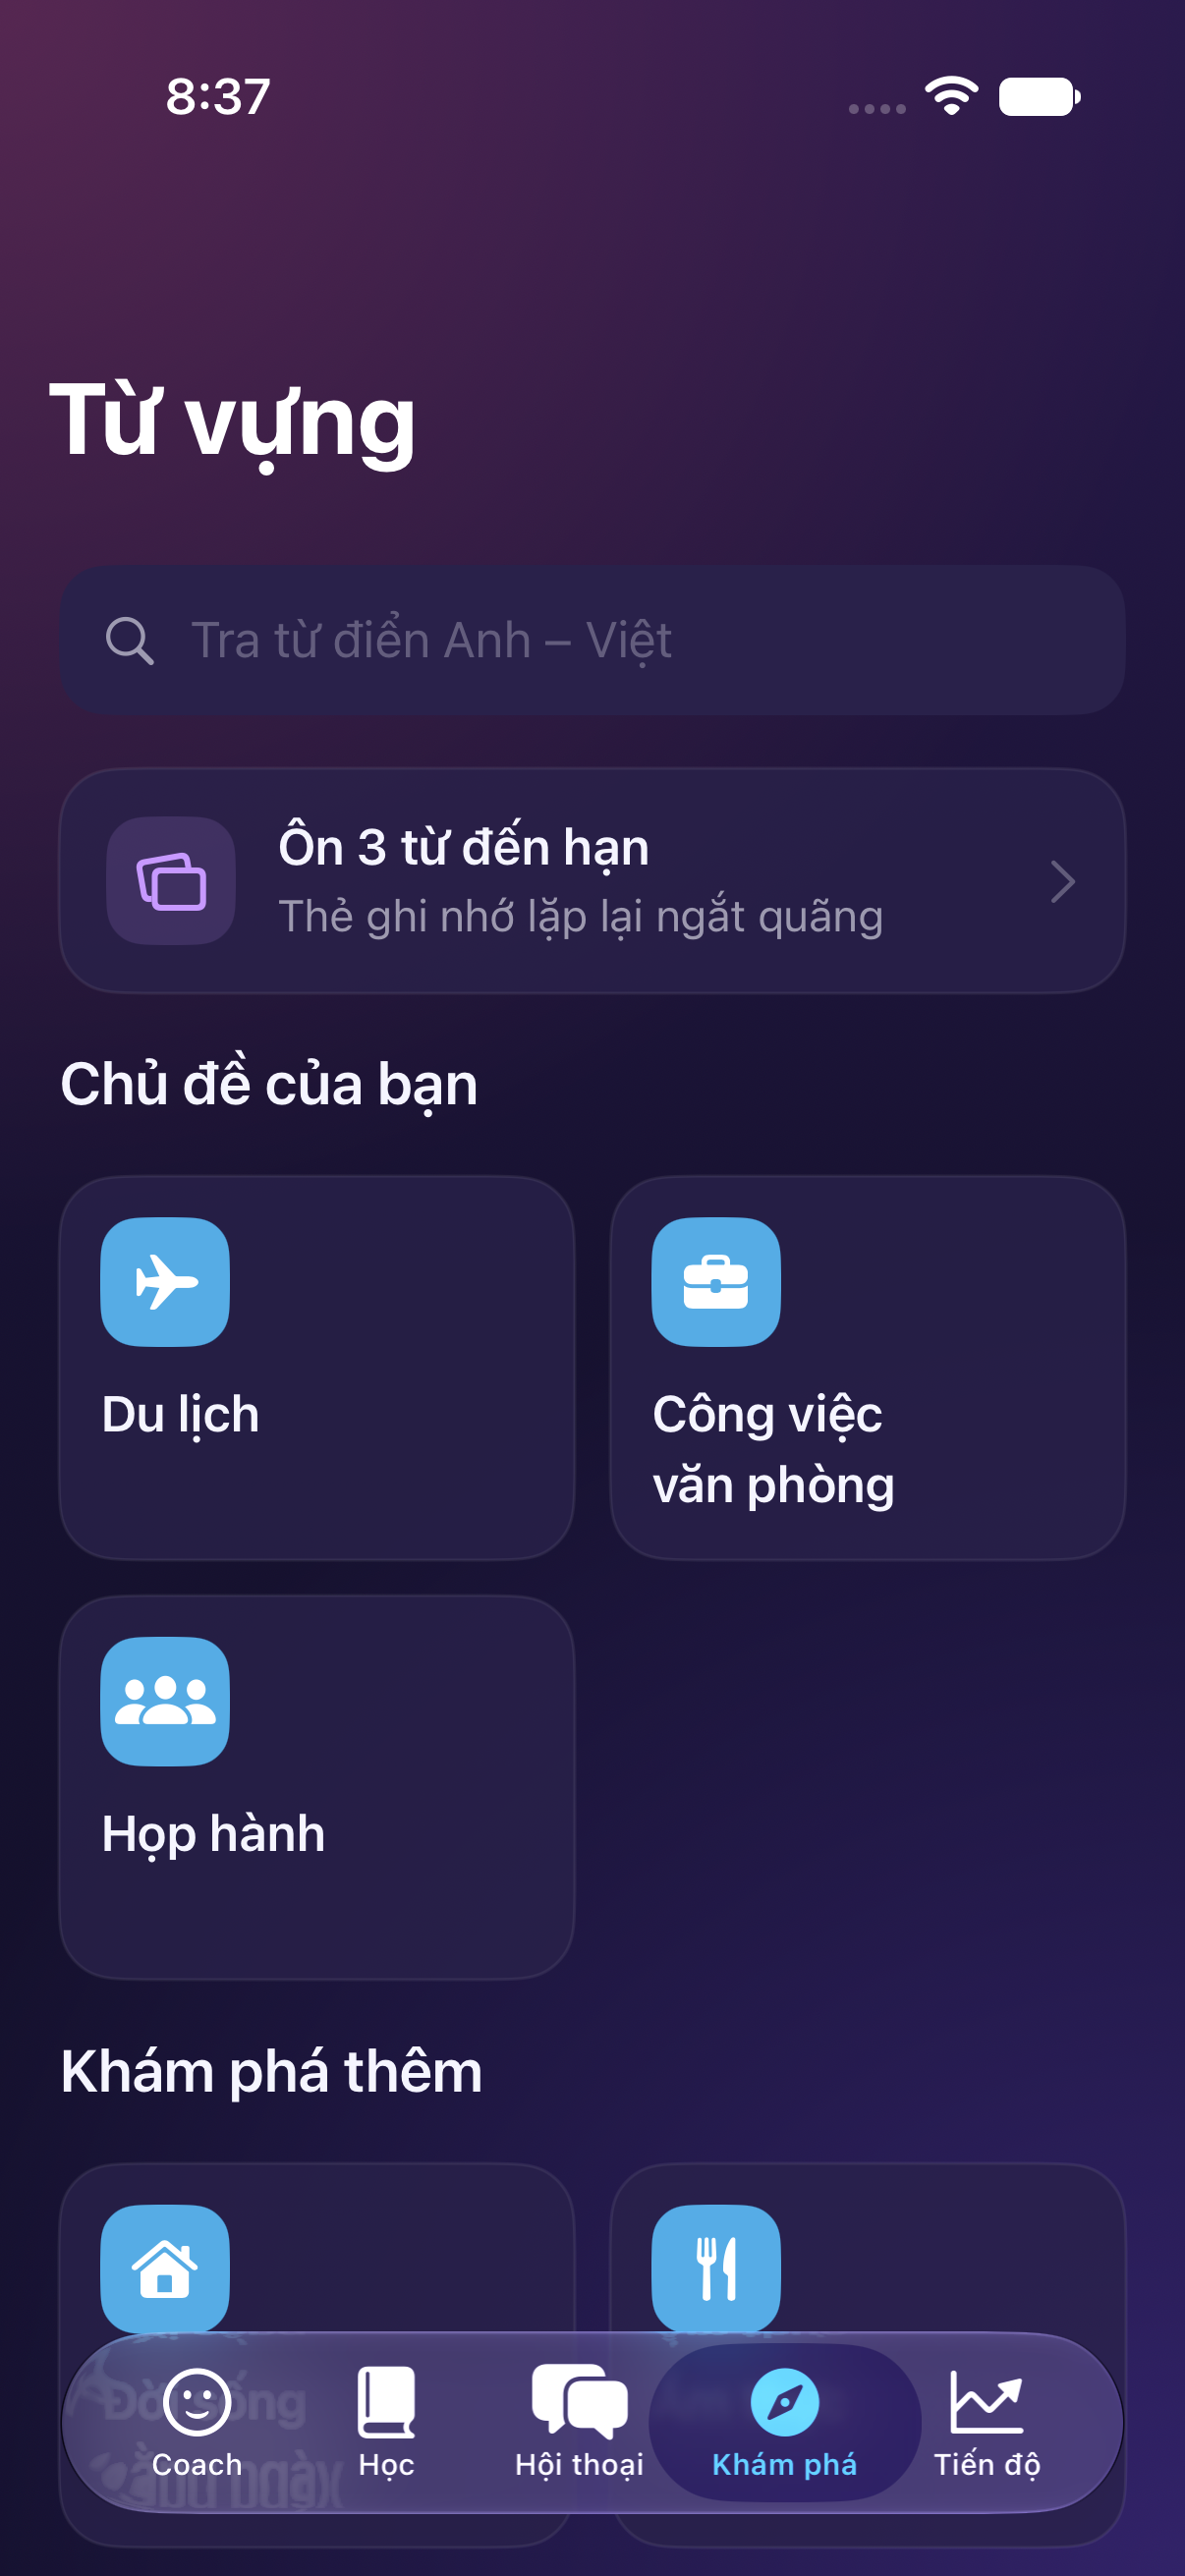 8:37
Từ vựng
Tra từ điển Anh – Việt
Ôn 3 từ đến hạn
Thẻ ghi nhớ lặp lại ngắt quãng
Chủ đề của bạn
Du lịch
Công việc
văn phòng
Họp hành
Khám phá thêm
Đời sống
Coach
Học
Hội thoại
Khám phá
Tiến độ